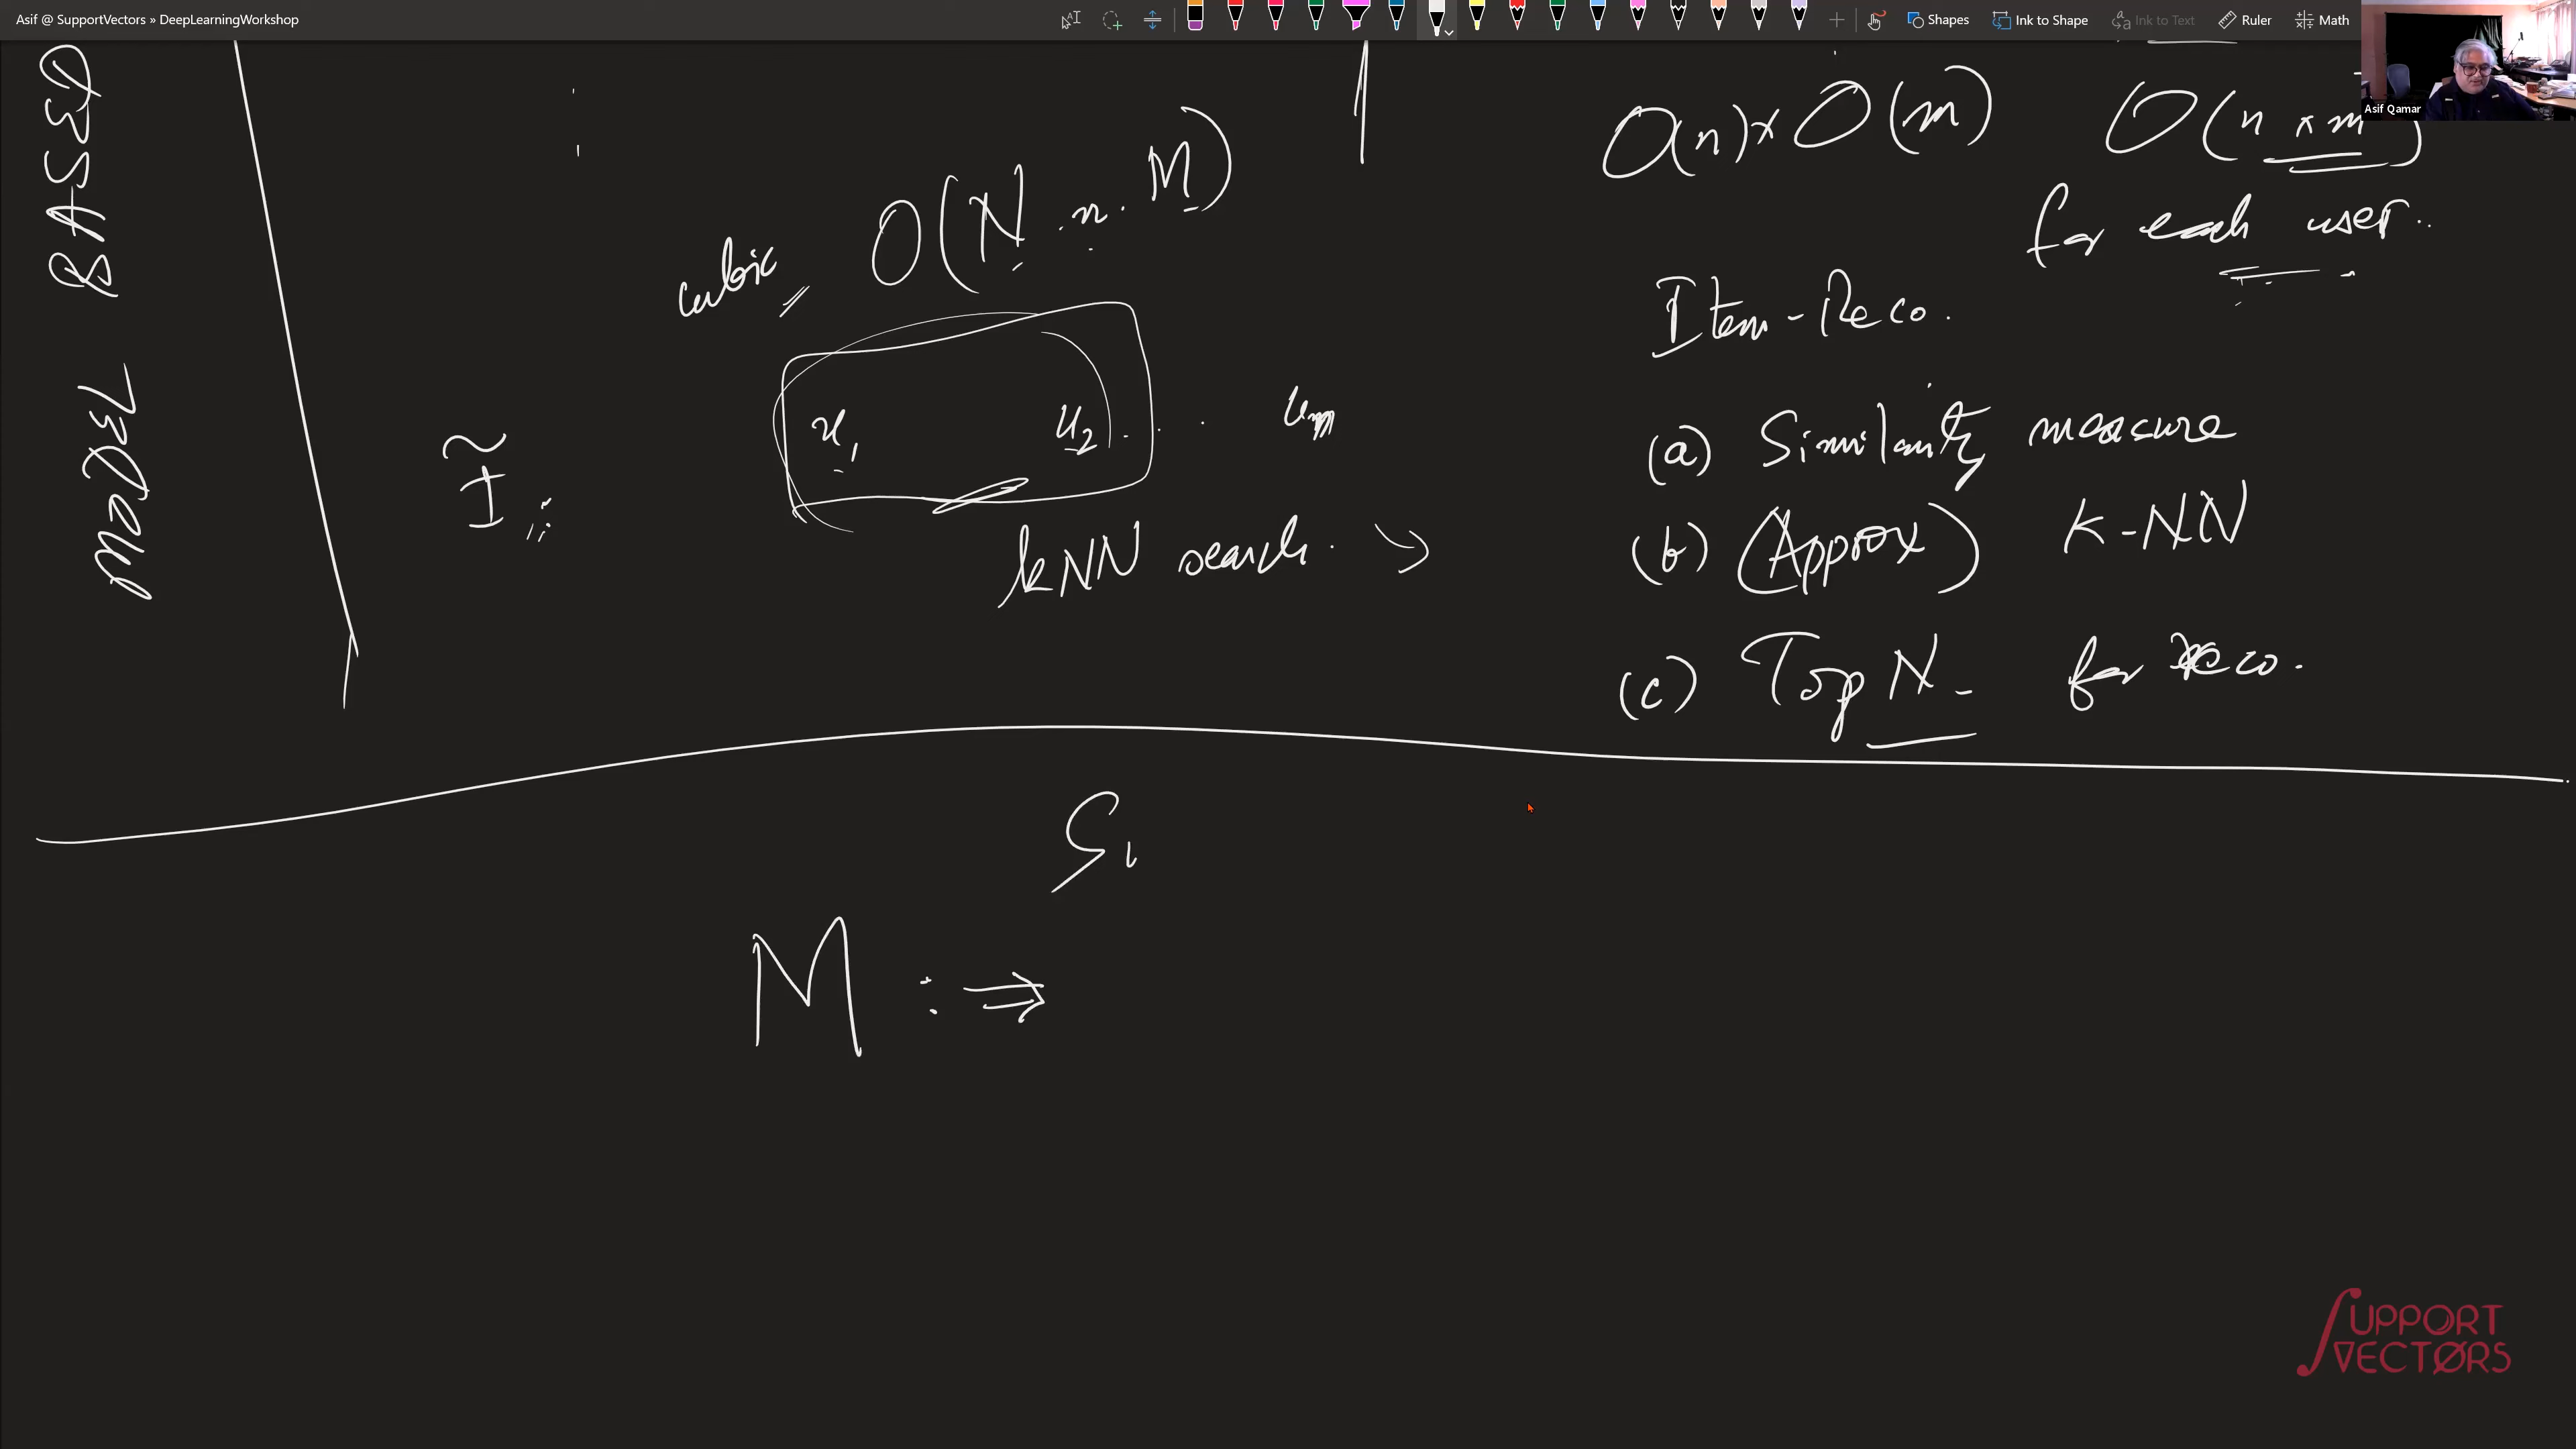 Asif @ SupportVectors » DeepLearningWorkshop
Shapes
Ink to Shape
Ink to Text
Ruler
Math
Asif Qamar
MODEL BASED
O(n) x O(m)
O(n x m)
for each user..
cubic
O(N . n . M)
Item-Reco.
u1 u2 . . . um
Ĩ
kNN search.
(a) Similarity measure
(b) (Approx) K-NN
(c) Top N - for reco.
S
M : ⇒
SUPPORT
VECTORS